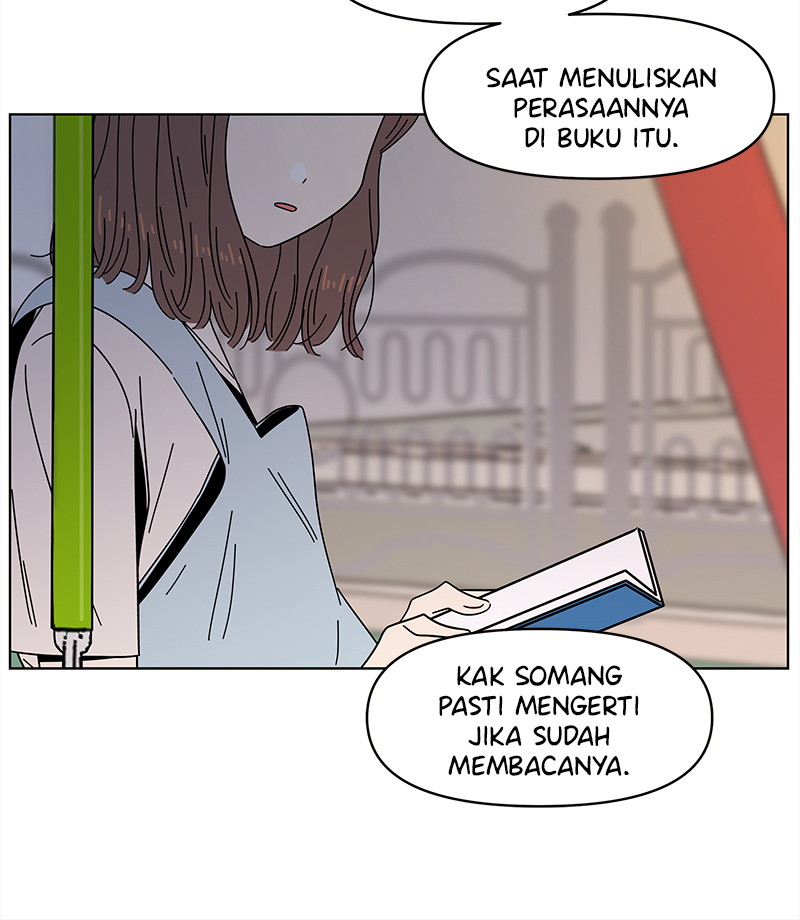 SAAT MENULISKAN
PERASAANNYA
DI BUKU ITU.
KAK SOMANG
PASTI MENGERTI
JIKA SUDAH
MEMBACANYA.